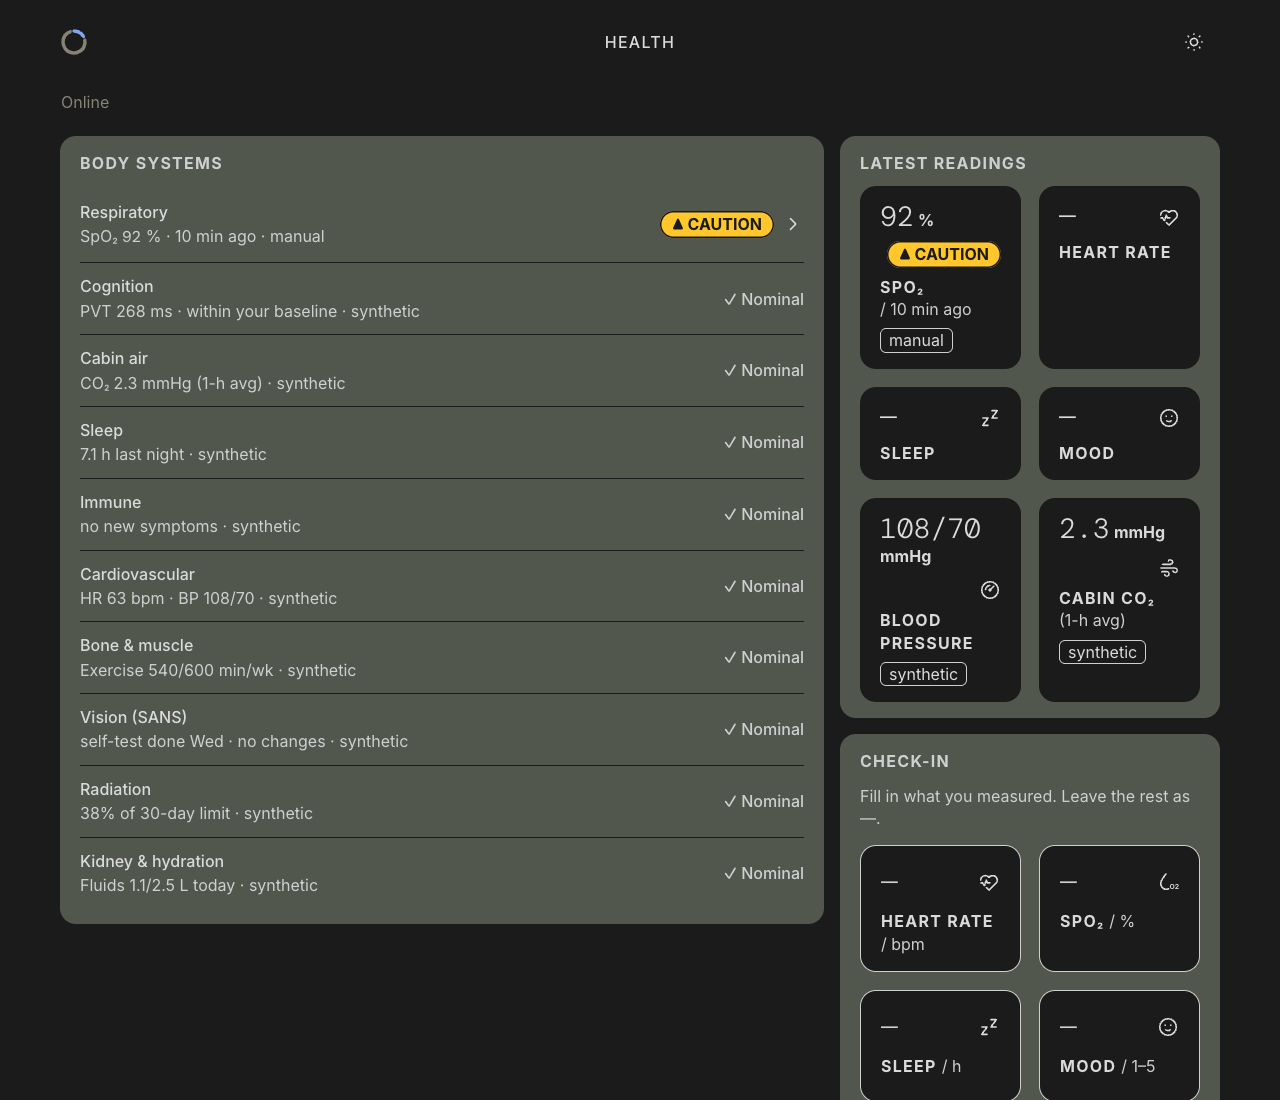 HEALTH
Online
BODY SYSTEMS
Respiratory
SpO₂ 92 % · 10 min ago · manual
CAUTION
Cognition
PVT 268 ms · within your baseline · synthetic
✓ Nominal
Cabin air
CO₂ 2.3 mmHg (1-h avg) · synthetic
✓ Nominal
Sleep
7.1 h last night · synthetic
✓ Nominal
Immune
no new symptoms · synthetic
✓ Nominal
Cardiovascular
HR 63 bpm · BP 108/70 · synthetic
✓ Nominal
Bone & muscle
Exercise 540/600 min/wk · synthetic
✓ Nominal
Vision (SANS)
self-test done Wed · no changes · synthetic
✓ Nominal
Radiation
38% of 30-day limit · synthetic
✓ Nominal
Kidney & hydration
Fluids 1.1/2.5 L today · synthetic
✓ Nominal
LATEST READINGS
92 %
CAUTION
SPO₂
/ 10 min ago
manual
—
HEART RATE
—
zZ
SLEEP
—
MOOD
108/70
mmHg
BLOOD
PRESSURE
synthetic
2.3 mmHg
CABIN CO₂
(1-h avg)
synthetic
CHECK-IN
Fill in what you measured. Leave the rest as
—.
—
HEART RATE
/ bpm
—
O2
SPO₂ / %
—
zZ
SLEEP / h
—
MOOD / 1–5